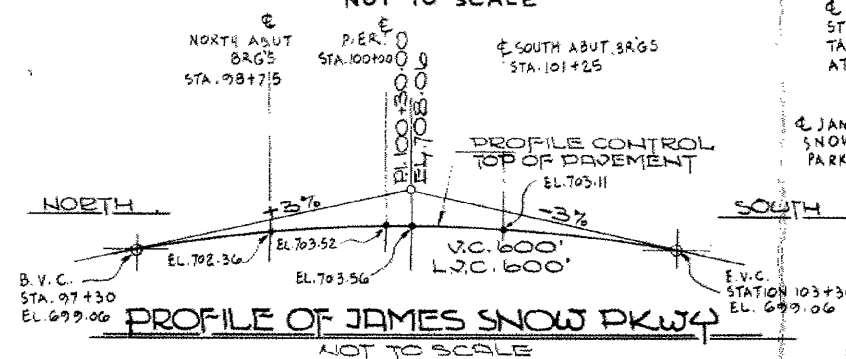 NOT TO SCALE
℄
NORTH ABUT
BRG'S
STA. 98+75
℄
PIER
STA. 100+00
P.I. 100+30.00
EL. 708.06
℄ SOUTH ABUT. BRGS
STA. 101+25
℄
ST
TA
AT
℄ JAM
SNOW
PARK
PROFILE CONTROL
TOP OF PAVEMENT
EL. 703.11
NORTH
+3%
-3%
SOUTH
EL. 702.36
EL. 703.52
EL. 703.56
V.C. 600'
L.V.C. 600'
B.V.C.
STA. 97+30
EL. 699.06
E.V.C.
STATION 103+30
EL. 699.06
PROFILE OF JAMES SNOW PKWY
NOT TO SCALE